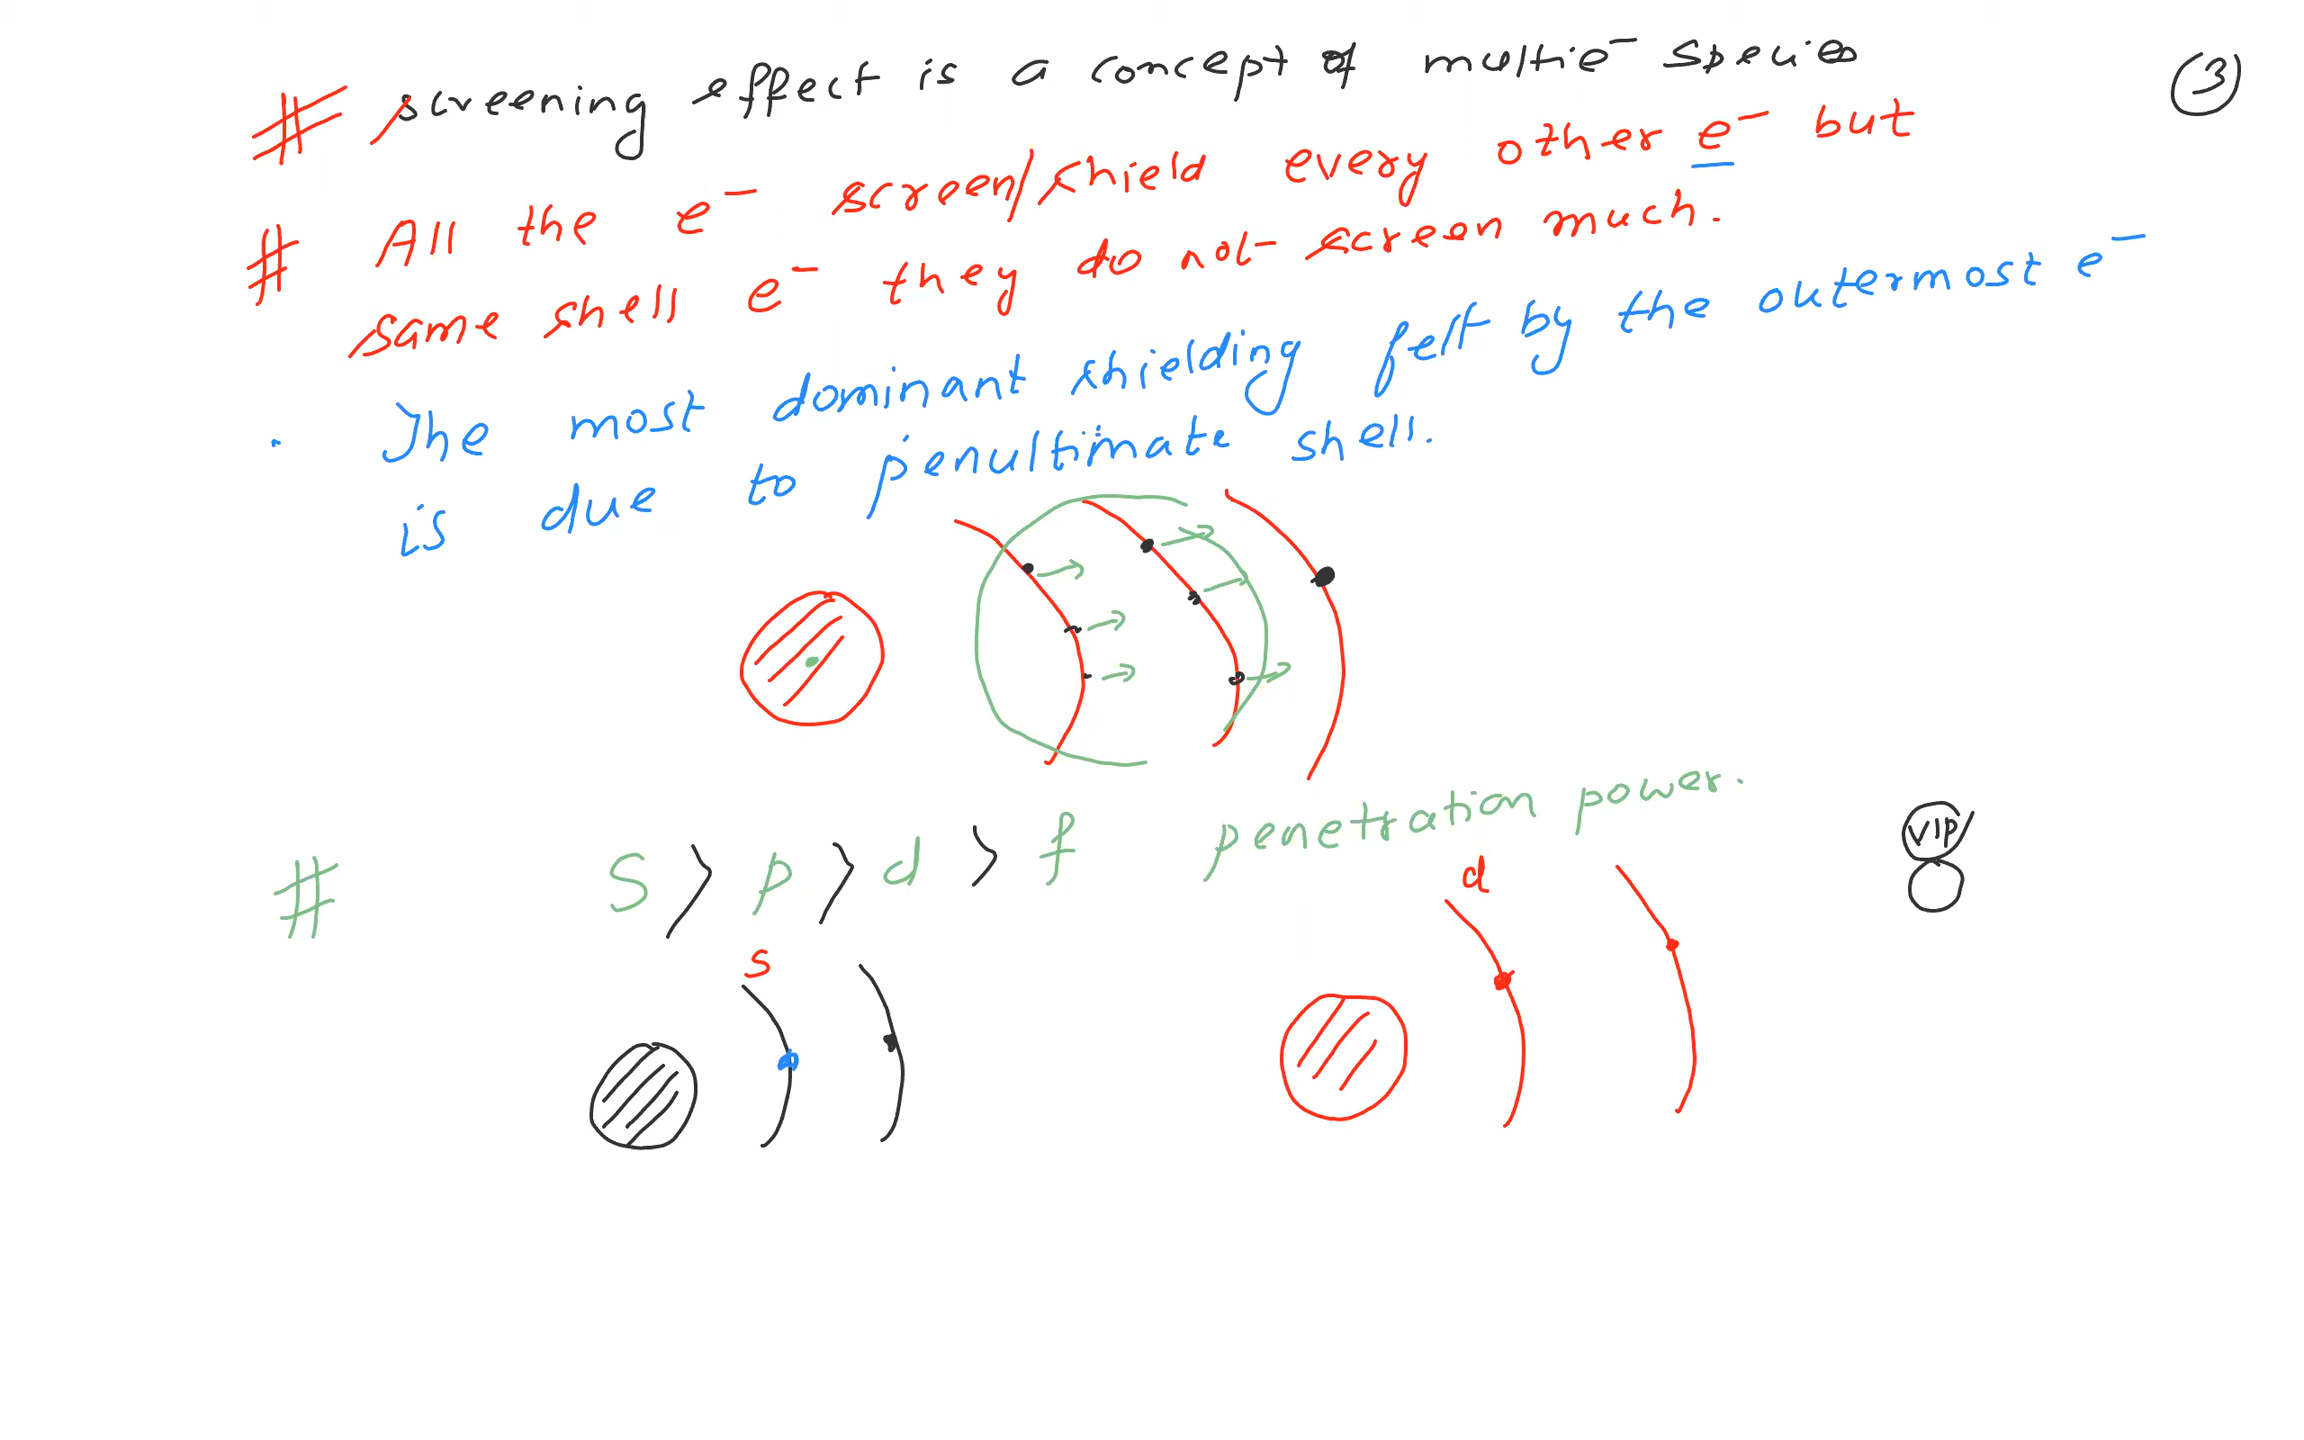 # screening effect is a concept of multi e⁻ species
(3)
# All the e⁻ screen/shield every other e⁻ but
same shell e⁻ they do not screen much.
. The most dominant shielding felt by the outermost e⁻
is due to penultimate shell.
# S > p > d > f penetration power.
VIP
d
s